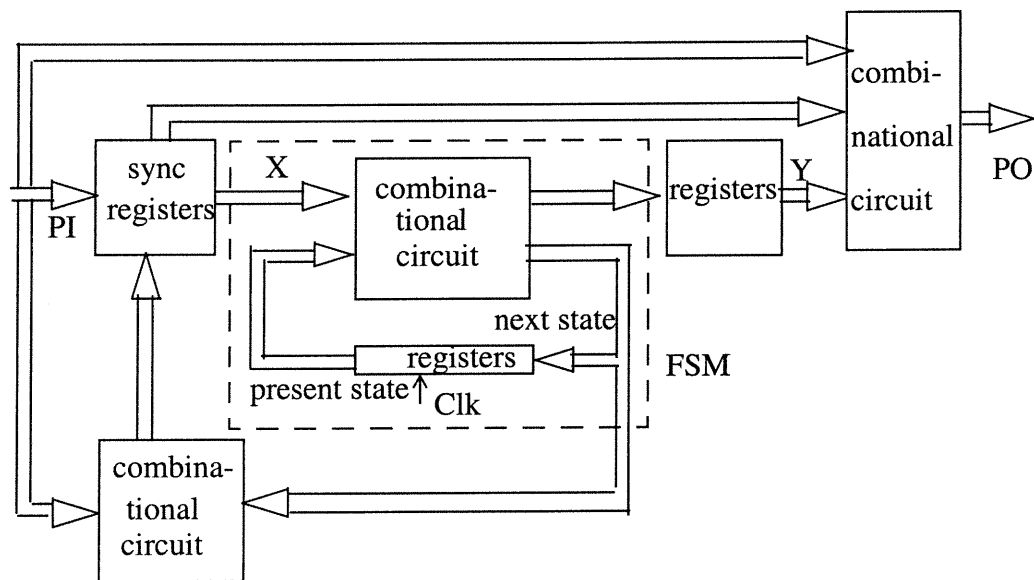 combi-
national
circuit
PO
sync
registers
PI
X
combina-
tional
circuit
registers
Y
next state
registers
present state
Clk
FSM
combina-
tional
circuit